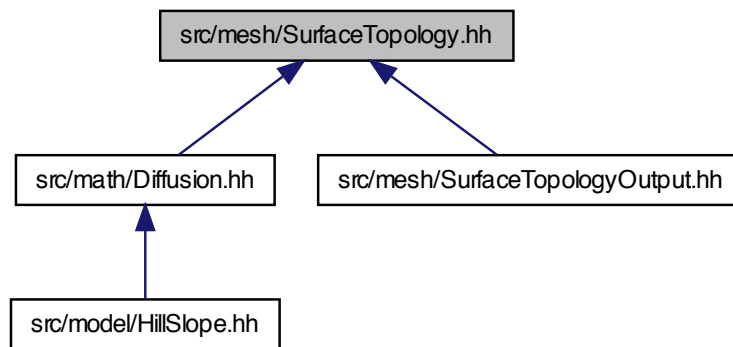 src/mesh/SurfaceTopology.hh
src/math/Diffusion.hh
src/mesh/SurfaceTopologyOutput.hh
src/model/HillSlope.hh